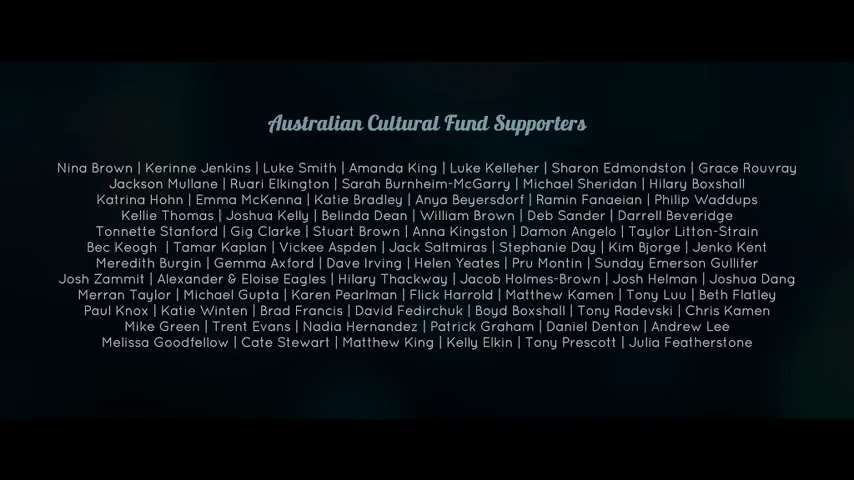 Australian Cultural Fund Supporters
Nina Brown | Kerinne Jenkins | Luke Smith | Amanda King | Luke Kelleher | Sharon Edmondston | Grace Rouvray
Jackson Mullane | Ruari Elkington | Sarah Burnheim-McGarry | Michael Sheridan | Hilary Boxshall
Katrina Hohn | Emma McKenna | Katie Bradley | Anya Beyersdorf | Ramin Fanaeian | Philip Waddups
Kellie Thomas | Joshua Kelly | Belinda Dean | William Brown | Deb Sander | Darrell Beveridge
Tonnette Stanford | Gig Clarke | Stuart Brown | Anna Kingston | Damon Angelo | Taylor Litton-Strain
Bec Keogh | Tamar Kaplan | Vickee Aspden | Jack Saltmiras | Stephanie Day | Kim Bjorge | Jenko Kent
Meredith Burgin | Gemma Axford | Dave Irving | Helen Yeates | Pru Montin | Sunday Emerson Gullifer
Josh Zammit | Alexander & Eloise Eagles | Hilary Thackway | Jacob Holmes-Brown | Josh Helman | Joshua Dang
Merran Taylor | Michael Gupta | Karen Pearlman | Flick Harrold | Matthew Kamen | Tony Luu | Beth Flatley
Paul Knox | Katie Winten | Brad Francis | David Fedirchuk | Boyd Boxshall | Tony Radevski | Chris Kamen
Mike Green | Trent Evans | Nadia Hernandez | Patrick Graham | Daniel Denton | Andrew Lee
Melissa Goodfellow | Cate Stewart | Matthew King | Kelly Elkin | Tony Prescott | Julia Featherstone